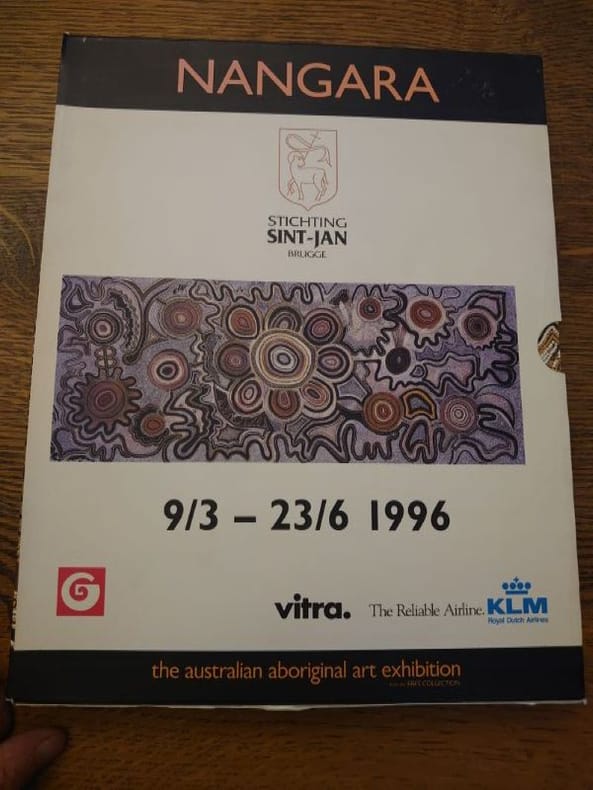 NANGARA
STICHTING
SINT-JAN
BRUGGE
9/3 – 23/6 1996
G
vitra.
The Reliable Airline.
KLM
Royal Dutch Airlines
the australian aboriginal art exhibition
COLLECTION